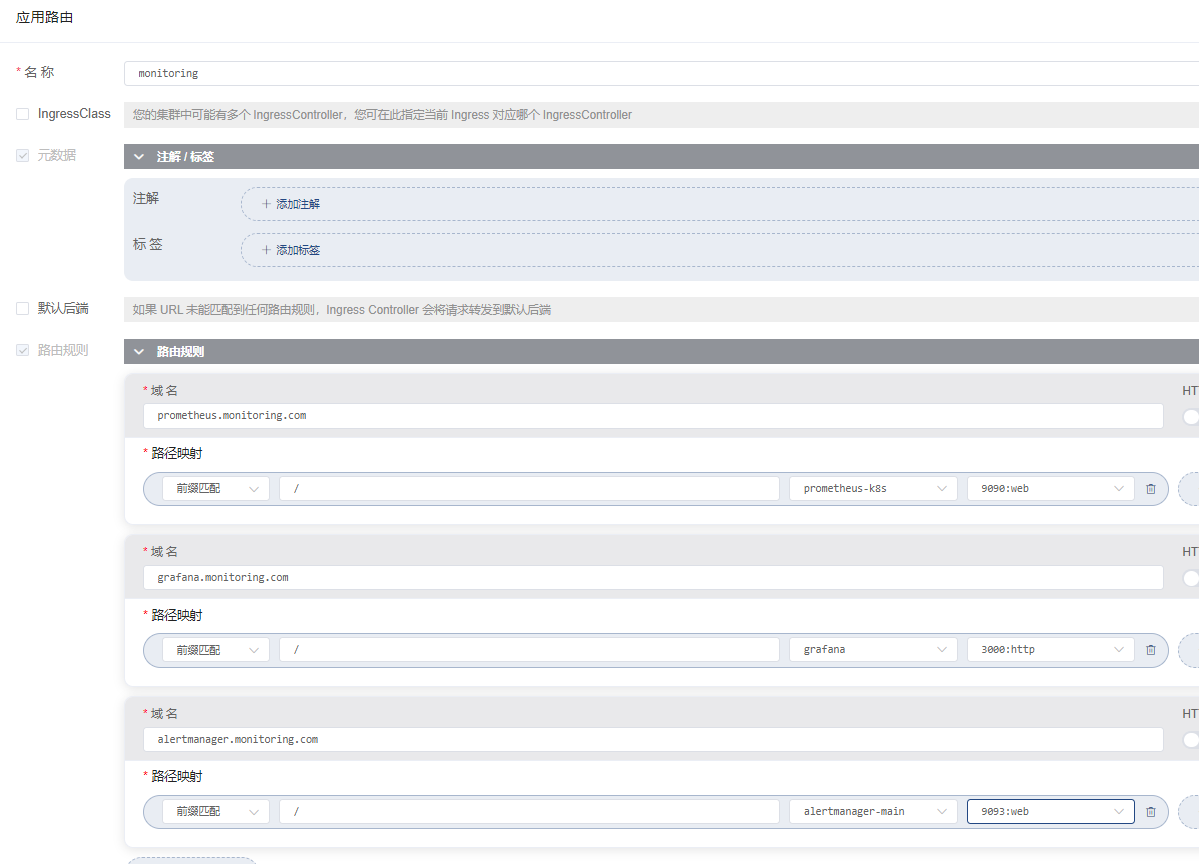 应用路由
* 名 称
monitoring
IngressClass
您的集群中可能有多个 IngressController，您可在此指定当前 Ingress 对应哪个 IngressController
元数据
注解 / 标签
注解
+ 添加注解
标 签
+ 添加标签
默认后端
如果 URL 未能匹配到任何路由规则，Ingress Controller 会将请求转发到默认后端
路由规则
路由规则
* 域 名
HT
prometheus.monitoring.com
* 路径映射
前缀匹配 / prometheus-k8s 9090:web
* 域 名
HT
grafana.monitoring.com
* 路径映射
前缀匹配 / grafana 3000:http
* 域 名
HT
alertmanager.monitoring.com
* 路径映射
前缀匹配 / alertmanager-main 9093:web